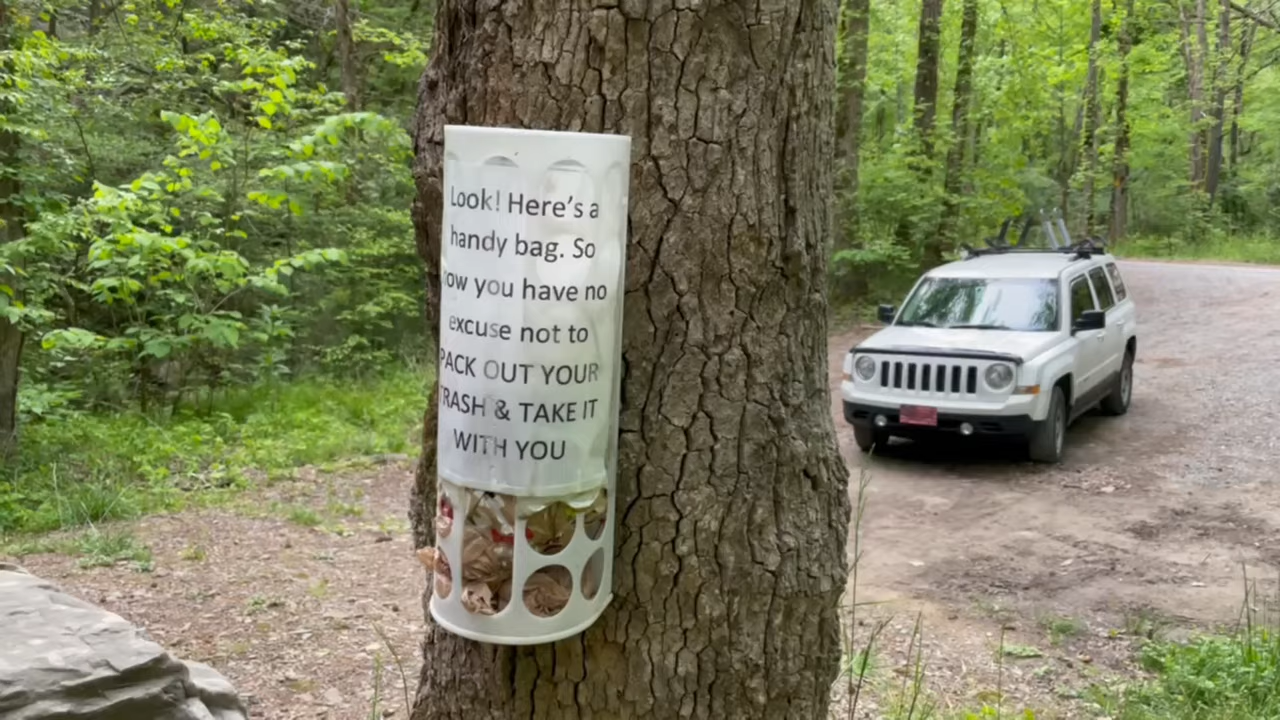 Look! Here's a
handy bag. So
now you have no
excuse not to
PACK OUT YOUR
TRASH & TAKE IT
WITH YOU